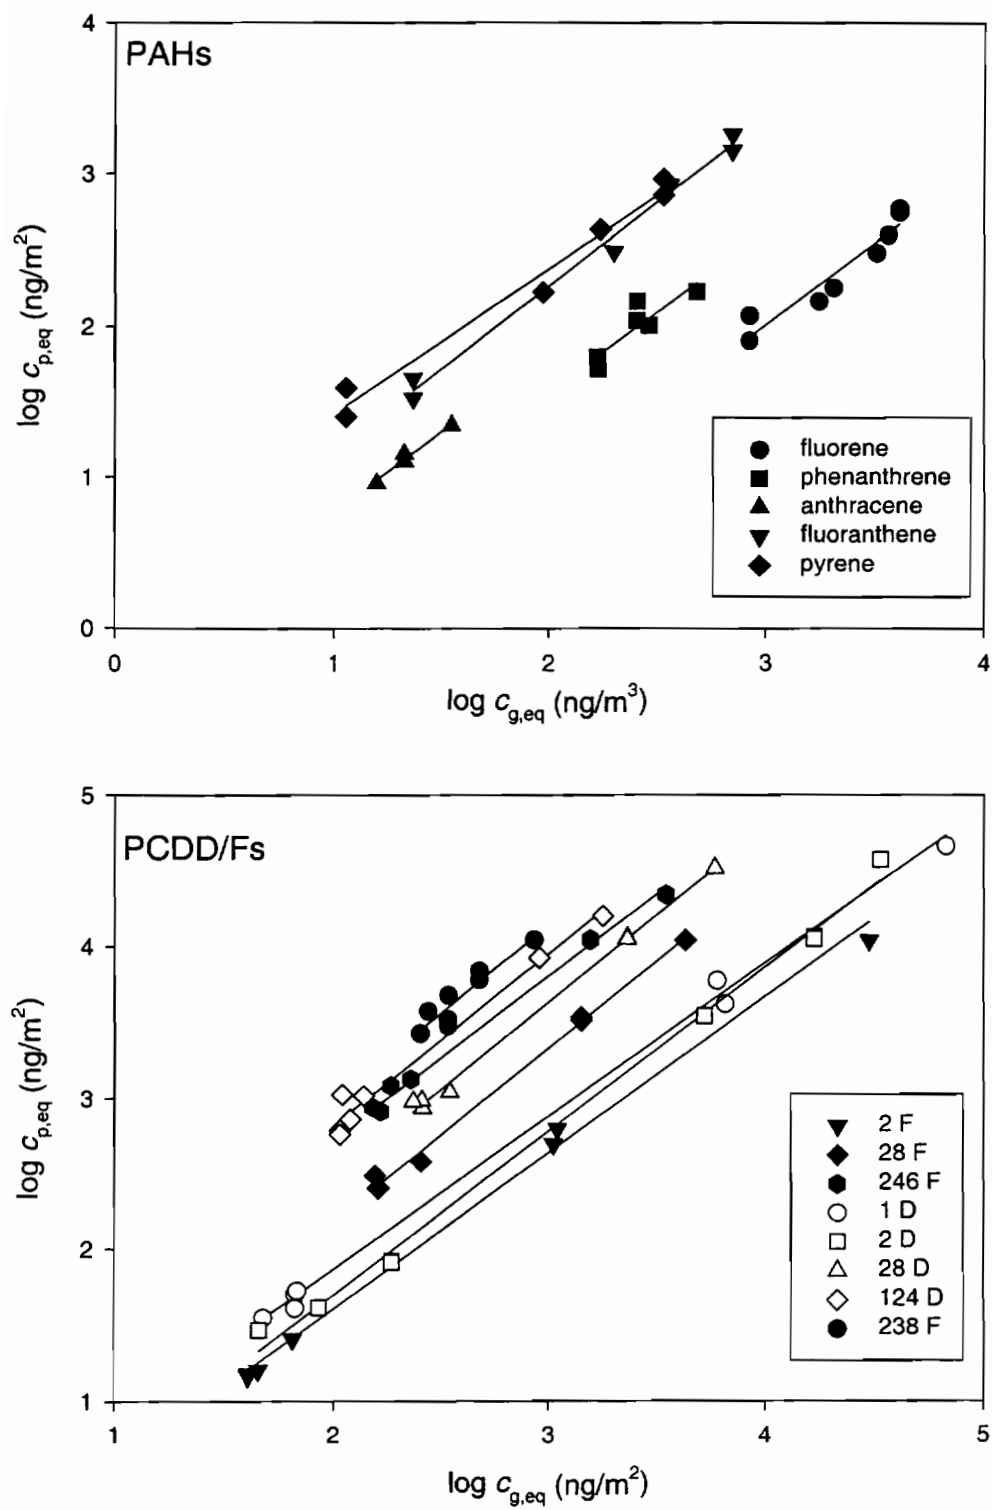 PAHs
4
3
2
1
0
log c_p,eq (ng/m²)
fluorene
phenanthrene
anthracene
fluoranthene
pyrene
0 1 2 3 4
log c_g,eq (ng/m³)
PCDD/Fs
5
4
3
2
1
log c_p,eq (ng/m²)
2 F
28 F
246 F
1 D
2 D
28 D
124 D
238 F
1 2 3 4 5
log c_g,eq (ng/m²)